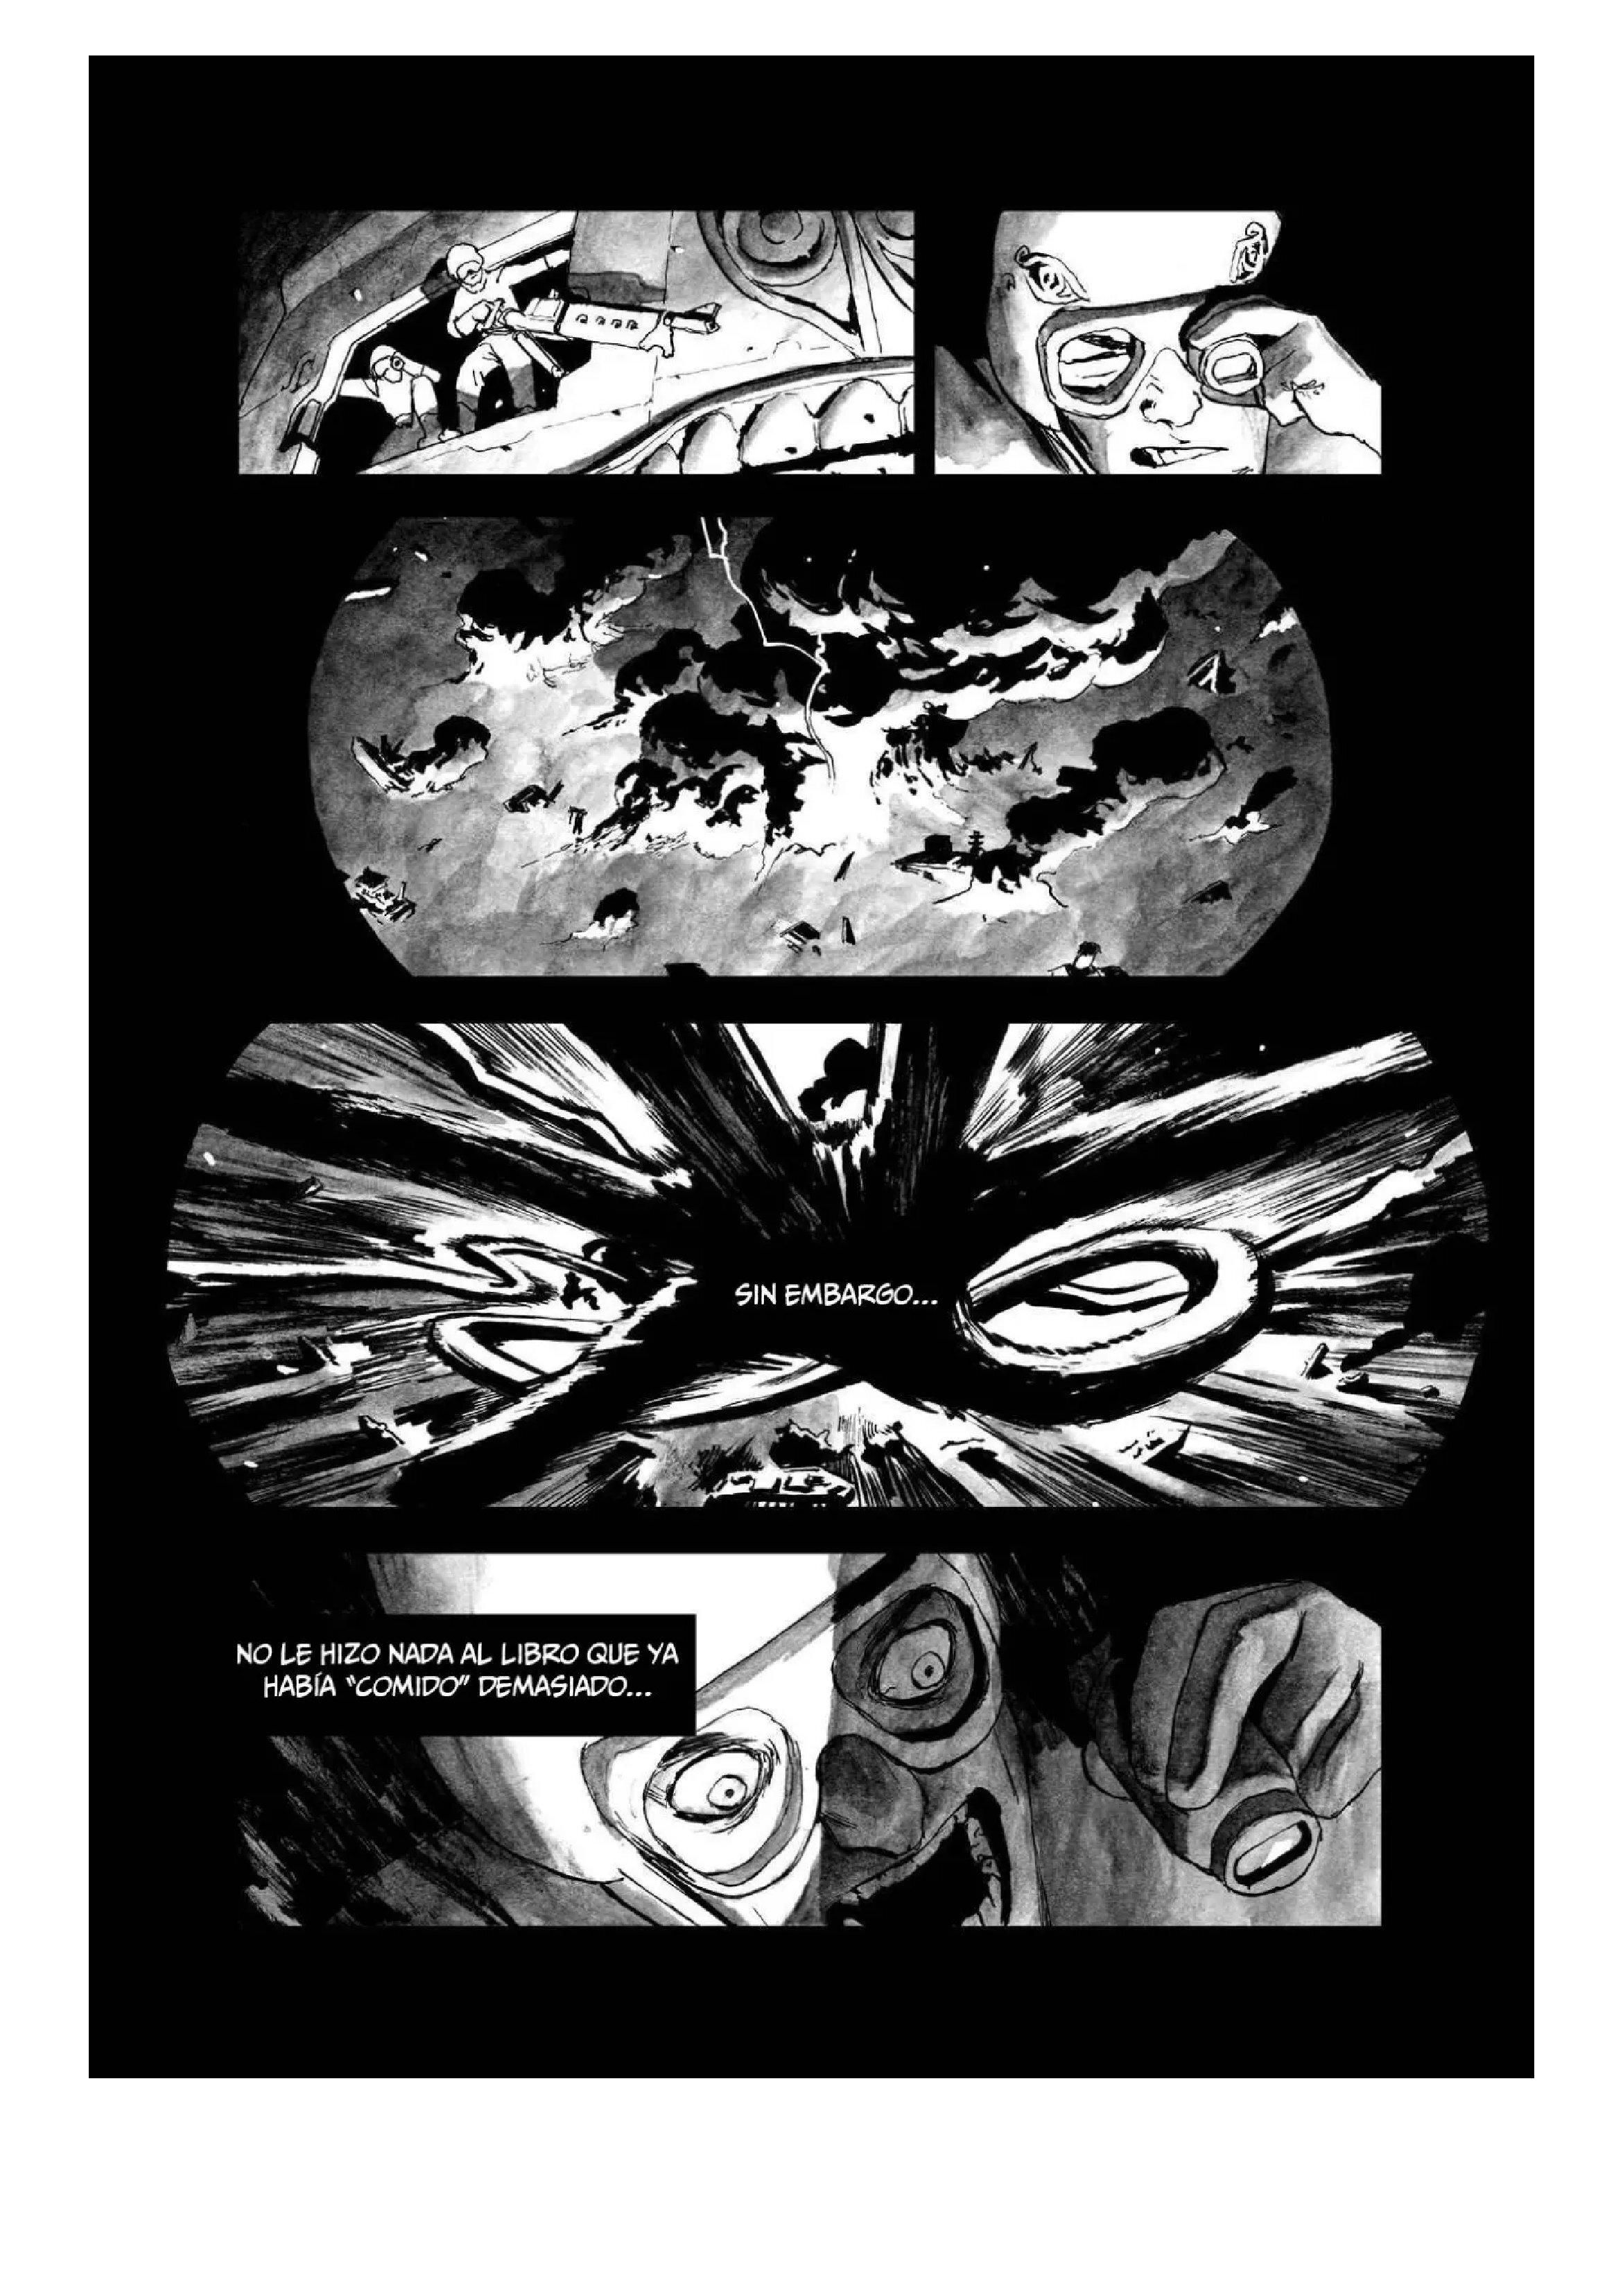 SIN EMBARGO...
NO LE HIZO NADA AL LIBRO QUE YA
HABÍA "COMIDO" DEMASIADO...